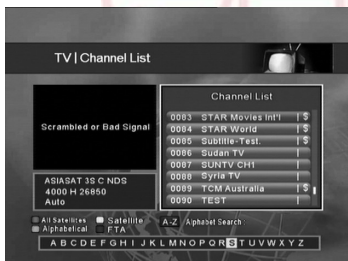 TV | Channel List
Scrambled or Bad Signal
ASIASAT 3S C NDS
4000 H 26850
Auto
Channel List
0083 STAR Movies Int'l | $
0084 STAR World | $
0085 Subtitle-Test. | $
0086 Sudan TV |
0087 SUNTV CH1 |
0088 Syria TV |
0089 TCM Australia | $
0090 TEST |
All Satellites Satellite
Alphabetical FTA
A-Z Alphabet Search
A B C D E F G H I J K L M N O P Q R S T U V W X Y Z